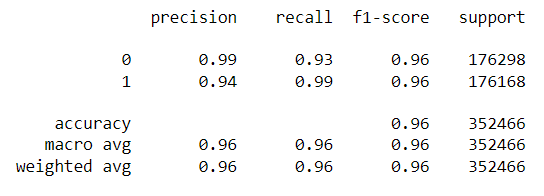 precision recall f1-score support
0 0.99 0.93 0.96 176298
1 0.94 0.99 0.96 176168
accuracy 0.96 352466
macro avg 0.96 0.96 0.96 352466
weighted avg 0.96 0.96 0.96 352466